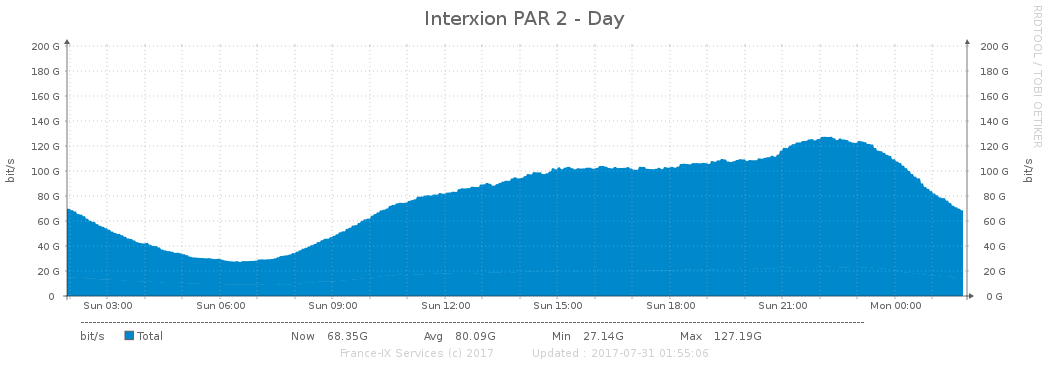 Interxion PAR 2 - Day
RRDTOOL / TOBI OETIKER
200 G 200 G
180 G 180 G
160 G 160 G
140 G 140 G
120 G 120 G
100 G 100 G
80 G 80 G
60 G 60 G
40 G 40 G
20 G 20 G
0 0 G
bit/s bit/s
Sun 03:00 Sun 06:00 Sun 09:00 Sun 12:00 Sun 15:00 Sun 18:00 Sun 21:00 Mon 00:00
bit/s Total Now 68.35G Avg 80.09G Min 27.14G Max 127.19G
France-IX Services (c) 2017 Updated : 2017-07-31 01:55:06